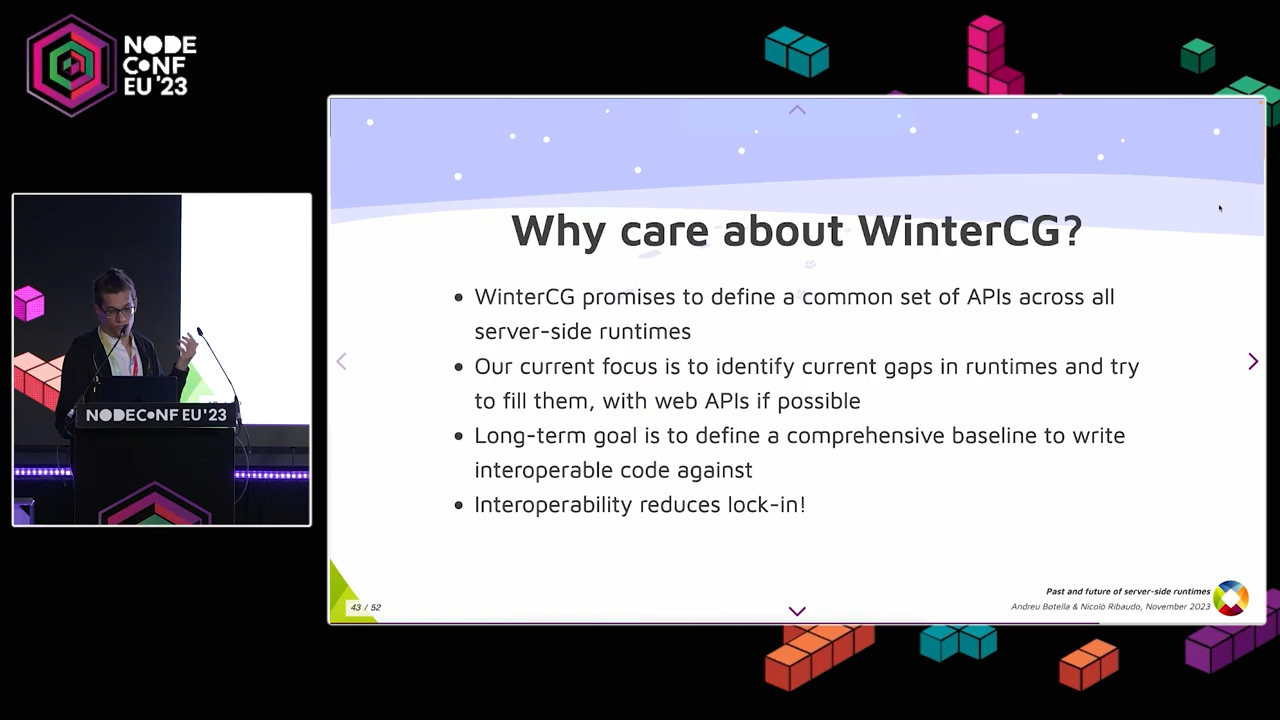 NODE
CONF
EU '23
NODECONF EU '23
Why care about WinterCG?
• WinterCG promises to define a common set of APIs across all
server-side runtimes
• Our current focus is to identify current gaps in runtimes and try
to fill them, with web APIs if possible
• Long-term goal is to define a comprehensive baseline to write
interoperable code against
• Interoperability reduces lock-in!
43 / 52
Past and future of server-side runtimes
Andreu Botella & Nicolò Ribaudo, November 2023